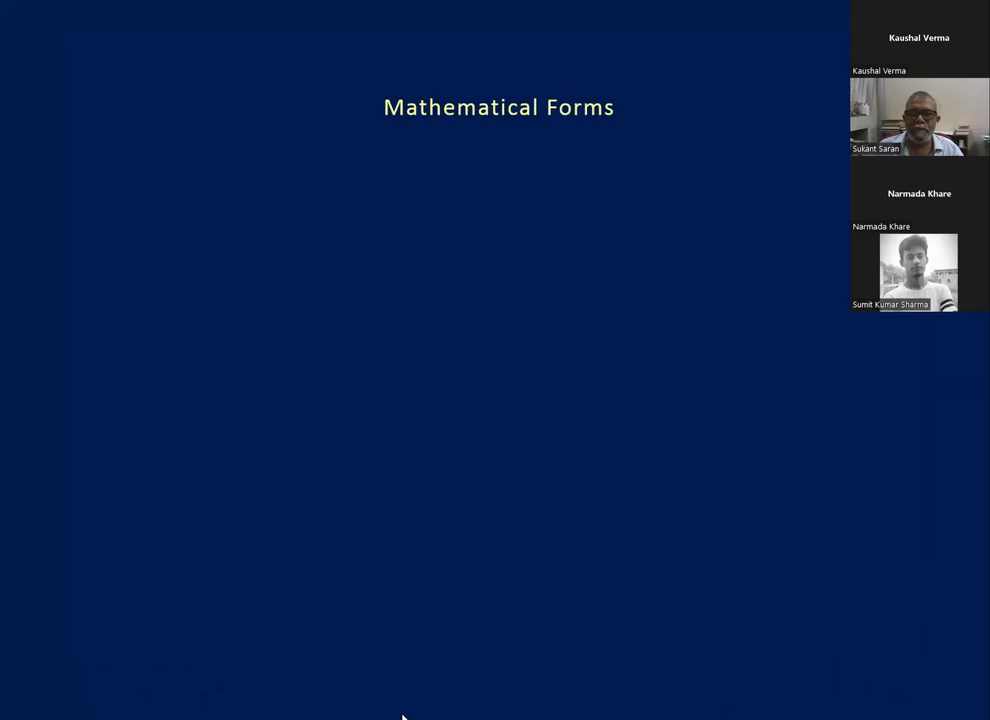 Mathematical Forms
Kaushal Verma
Kaushal Verma
Sukant Saran
Narmada Khare
Narmada Khare
Sumit Kumar Sharma